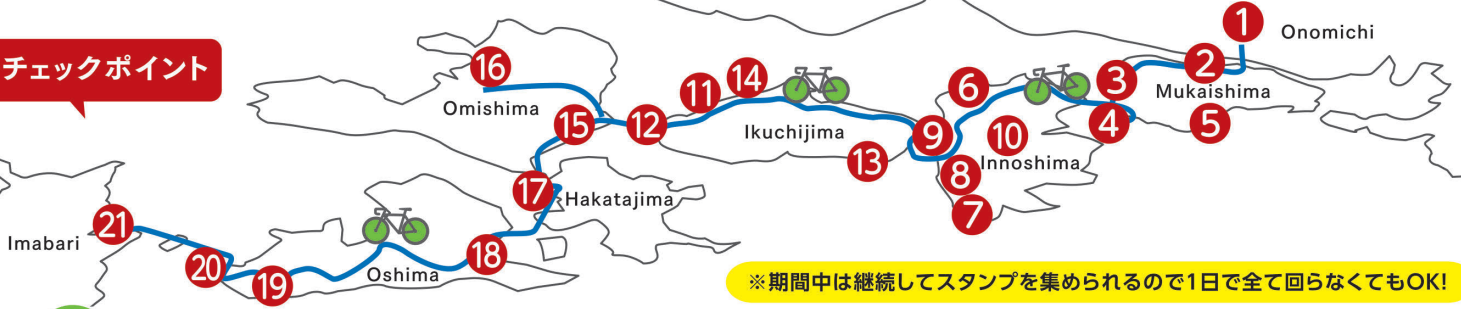 チェックポイント
1
Onomichi
2
3
Mukaishima
4
5
6
10
Innoshima
9
8
7
14
11
Ikuchijima
13
12
16
Omishima
15
17
Hakatajima
18
Oshima
19
20
21
Imabari
※期間中は継続してスタンプを集められるので1日で全て回らなくてもOK!